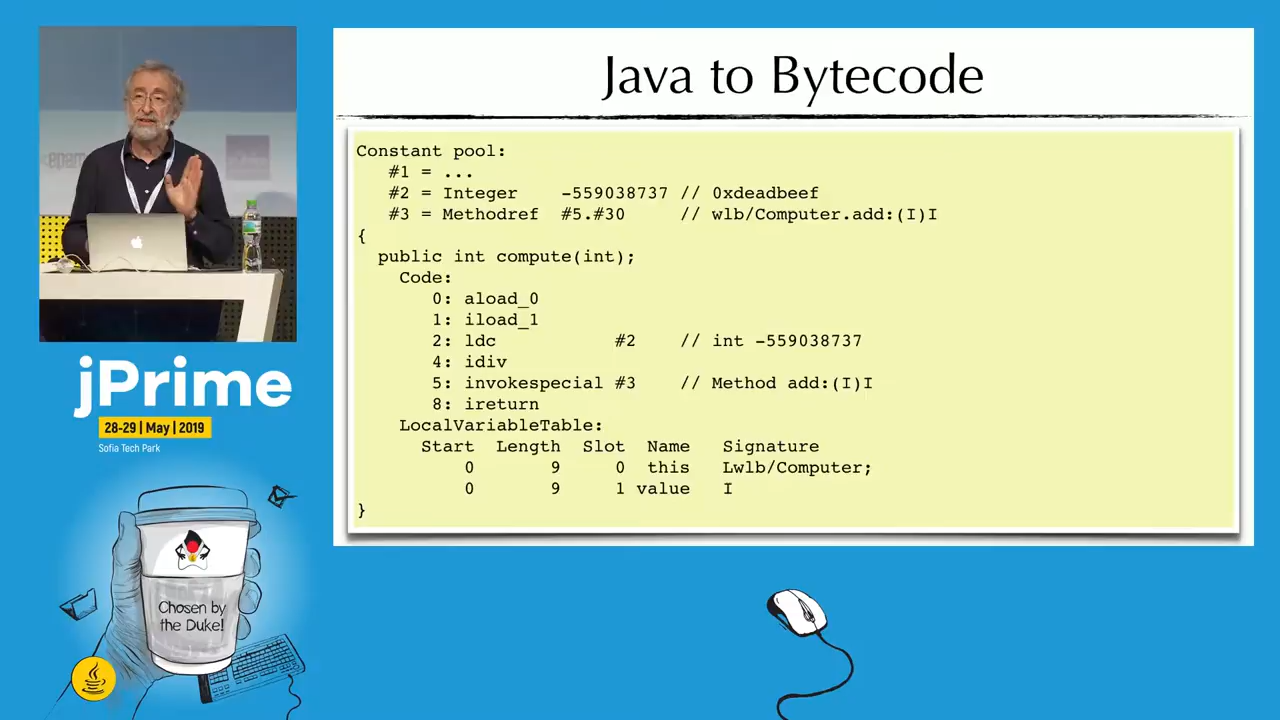 Java to Bytecode
Constant pool:
#1 = ...
#2 = Integer -559038737 // 0xdeadbeef
#3 = Methodref #5.#30 // wlb/Computer.add:(I)I
{
public int compute(int);
Code:
0: aload_0
1: iload_1
2: ldc #2 // int -559038737
4: idiv
5: invokespecial #3 // Method add:(I)I
8: ireturn
LocalVariableTable:
Start Length Slot Name Signature
0 9 0 this Lwlb/Computer;
0 9 1 value I
}
jPrime
28-29 | May | 2019
Sofia Tech Park
Chosen by
the Duke!